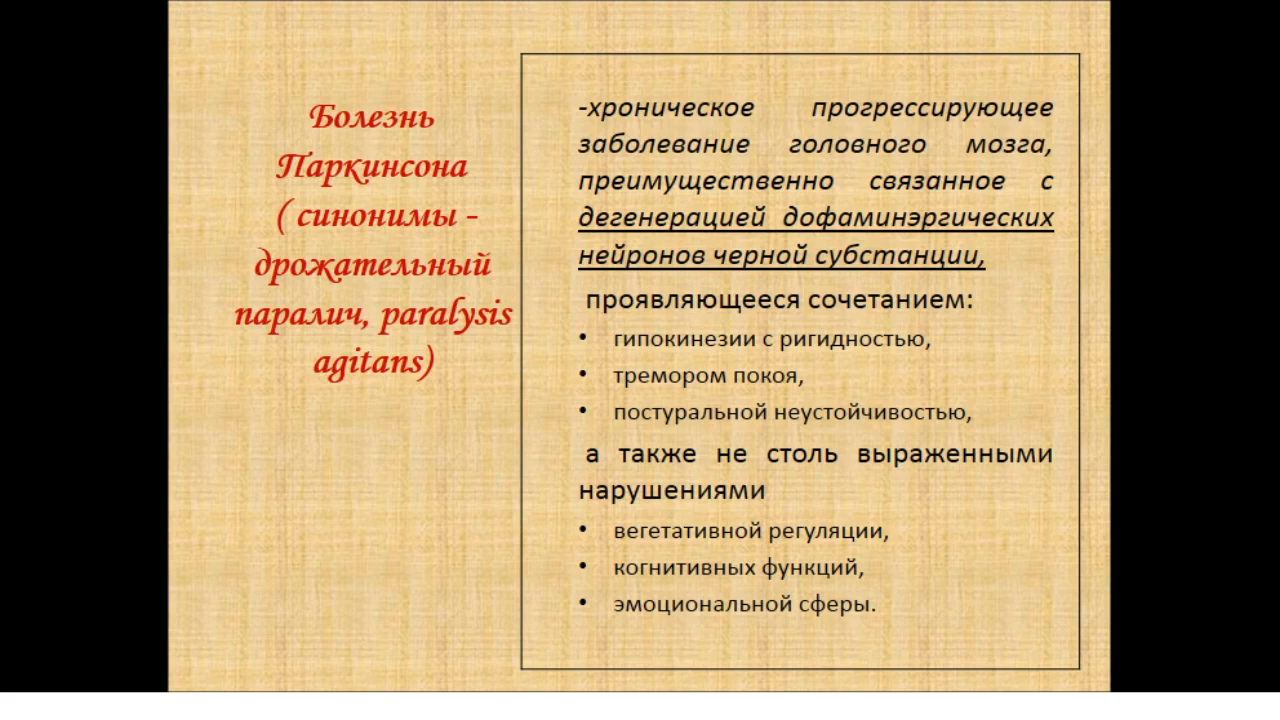 Болезнь
Паркинсона
( синонимы -
дрожательный
паралич, paralysis
agitans)
-хроническое прогрессирующее
заболевание головного мозга,
преимущественно связанное с
дегенерацией дофаминэргических
нейронов черной субстанции,
проявляющееся сочетанием:
• гипокинезии с ригидностью,
• тремором покоя,
• постуральной неустойчивостью,
а также не столь выраженными
нарушениями
• вегетативной регуляции,
• когнитивных функций,
• эмоциональной сферы.